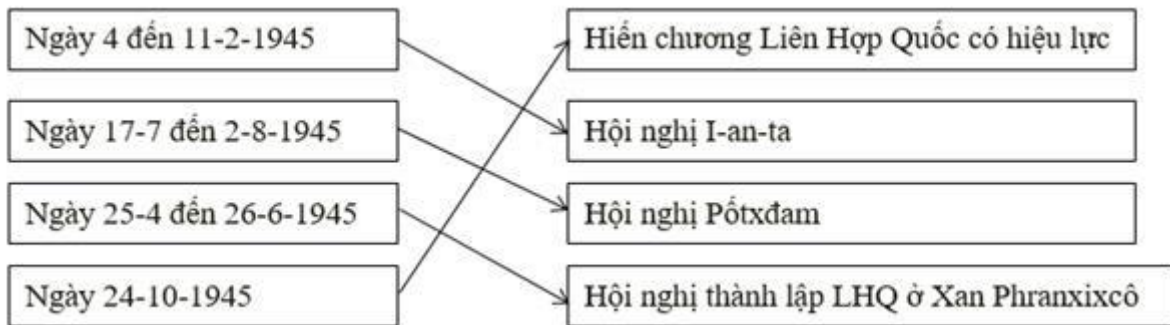 Ngày 4 đến 11-2-1945
Hiến chương Liên Hợp Quốc có hiệu lực
Ngày 17-7 đến 2-8-1945
Hội nghị I-an-ta
Ngày 25-4 đến 26-6-1945
Hội nghị Pốtxđam
Ngày 24-10-1945
Hội nghị thành lập LHQ ở Xan Phranxixcô